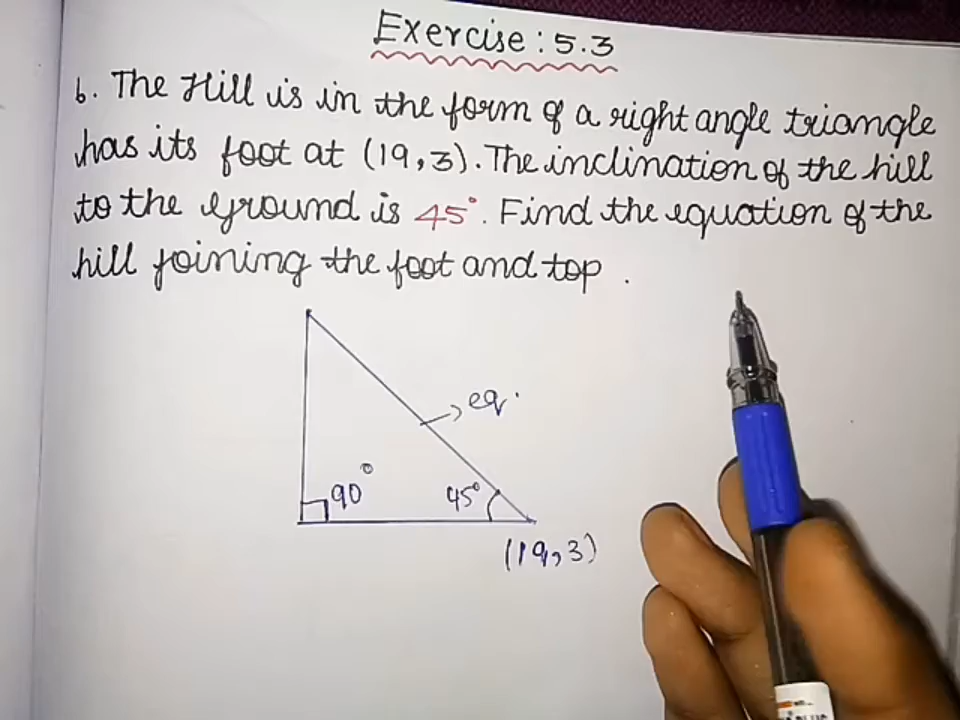 Exercise: 5.3
6. The Hill is in the form of a right angle triangle
has its foot at (19,3). The inclination of the hill
to the ground is 45°. Find the equation of the
hill joining the foot and top.
eq.
90°
45°
(19,3)